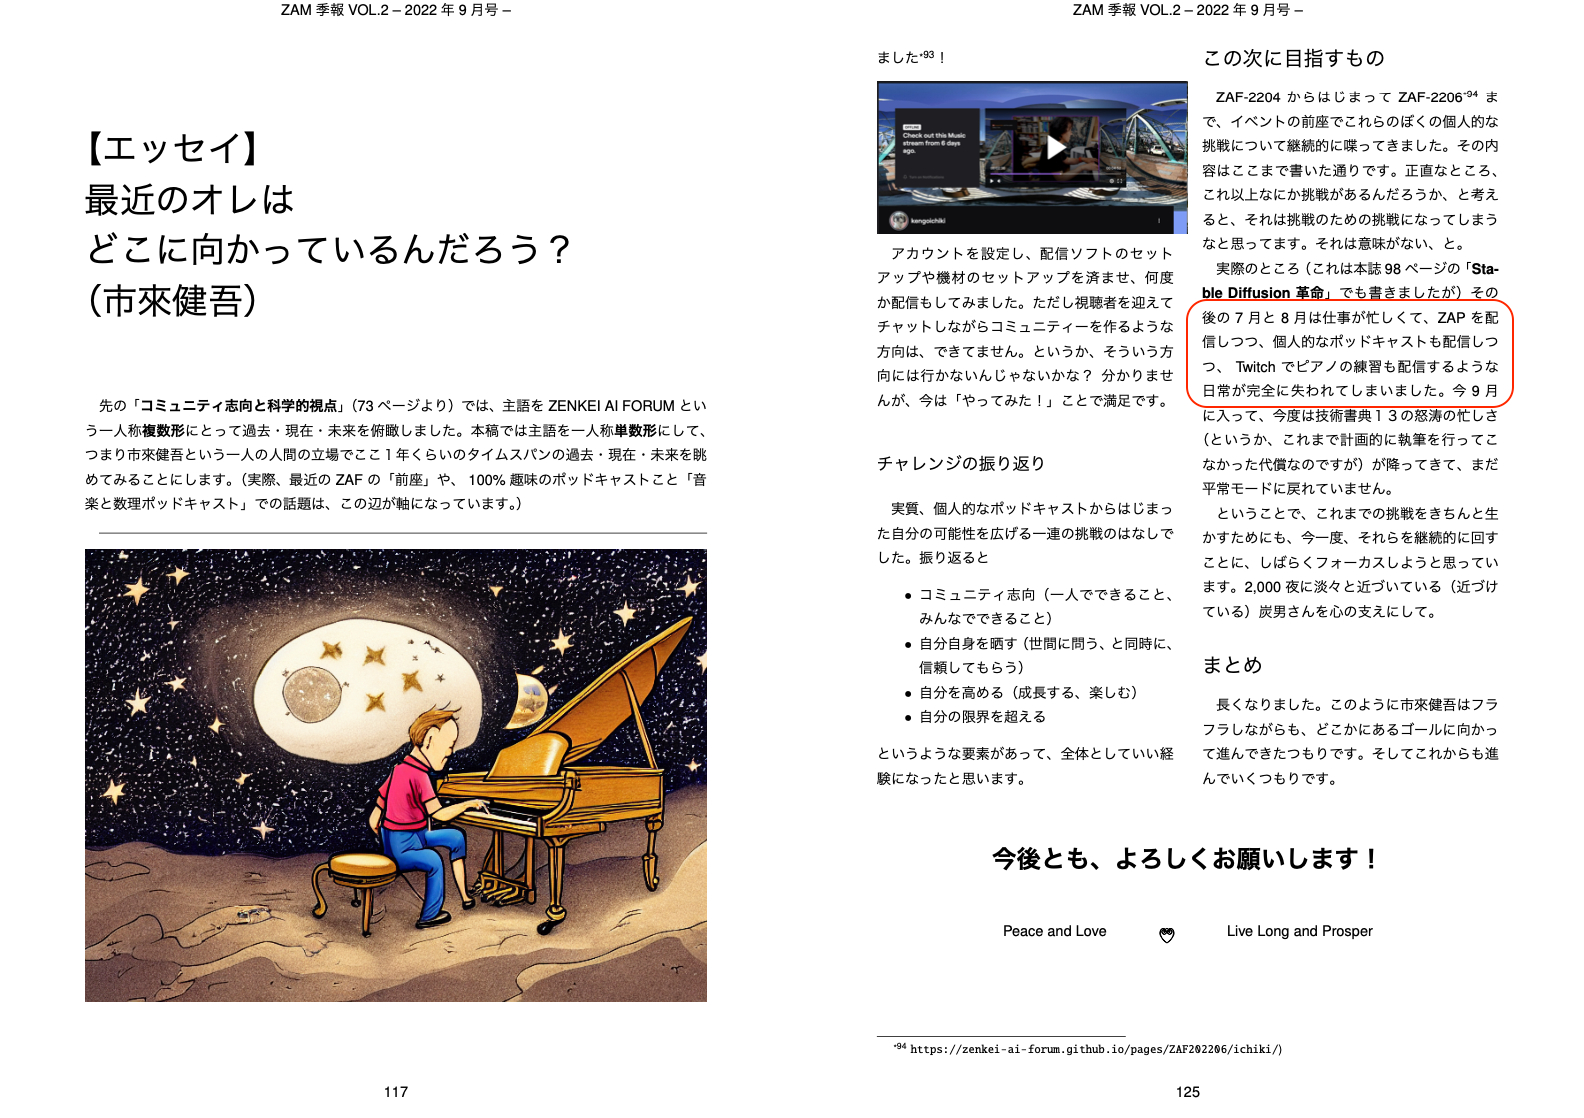 ZAM 季報 VOL.2 – 2022 年 9 月号 –
【エッセイ】
最近のオレは
どこに向かっているんだろう？
（市來健吾）
先の「コミュニティ志向と科学的視点」（73 ページより）では、主語を ZENKEI AI FORUM とい
う一人称複数形にとって過去・現在・未来を俯瞰しました。本稿では主語を一人称単数形にして、
つまり市來健吾という一人の人間の立場でここ１年くらいのタイムスパンの過去・現在・未来を眺
めてみることにします。（実際、最近の ZAF の「前座」や、 100% 趣味のポッドキャストこと「音
楽と数理ポッドキャスト」での話題は、この辺が軸になっています。）
117
ZAM 季報 VOL.2 – 2022 年 9 月号 –
ました*93！
OFFLINE
Check out this Music
stream from 6 days
ago.
kengoichiki
アカウントを設定し、配信ソフトのセット
アップや機材のセットアップを済ませ、何度
か配信もしてみました。ただし視聴者を迎えて
チャットしながらコミュニティーを作るような
方向は、できてません。というか、そういう方
向には行かないんじゃないかな？ 分かりませ
んが、今は「やってみた！」ことで満足です。
チャレンジの振り返り
実質、個人的なポッドキャストからはじまっ
た自分の可能性を広げる一連の挑戦のはなしで
した。振り返ると
● コミュニティ志向（一人でできること、
みんなでできること）
● 自分自身を晒す（世間に問う、と同時に、
信頼してもらう）
● 自分を高める（成長する、楽しむ）
● 自分の限界を超える
というような要素があって、全体としていい経
験になったと思います。
この次に目指すもの
ZAF-2204 からはじまって ZAF-2206*94 ま
で、イベントの前座でこれらのぼくの個人的な
挑戦について継続的に喋ってきました。その内
容はここまで書いた通りです。正直なところ、
これ以上なにか挑戦があるんだろうか、と考え
ると、それは挑戦のための挑戦になってしまう
なと思ってます。それは意味がない、と。
実際のところ（これは本誌 98 ページの「Sta-
ble Diffusion 革命」でも書きましたが）その
後の 7 月と 8 月は仕事が忙しくて、ZAP を配
信しつつ、個人的なポッドキャストも配信しつ
つ、 Twitch でピアノの練習も配信するような
日常が完全に失われてしまいました。今 9 月
に入って、今度は技術書典１３の怒涛の忙しさ
（というか、これまで計画的に執筆を行ってこ
なかった代償なのですが）が降ってきて、まだ
平常モードに戻れていません。
ということで、これまでの挑戦をきちんと生
かすためにも、今一度、それらを継続的に回す
ことに、しばらくフォーカスしようと思ってい
ます。2,000 夜に淡々と近づいている（近づけ
ている）炭男さんを心の支えにして。
まとめ
長くなりました。このように市來健吾はフラ
フラしながらも、どこかにあるゴールに向かっ
て進んできたつもりです。そしてこれからも進
んでいくつもりです。
今後とも、よろしくお願いします！
Peace and Love Live Long and Prosper
*94 https://zenkei-ai-forum.github.io/pages/ZAF202206/ichiki/)
125